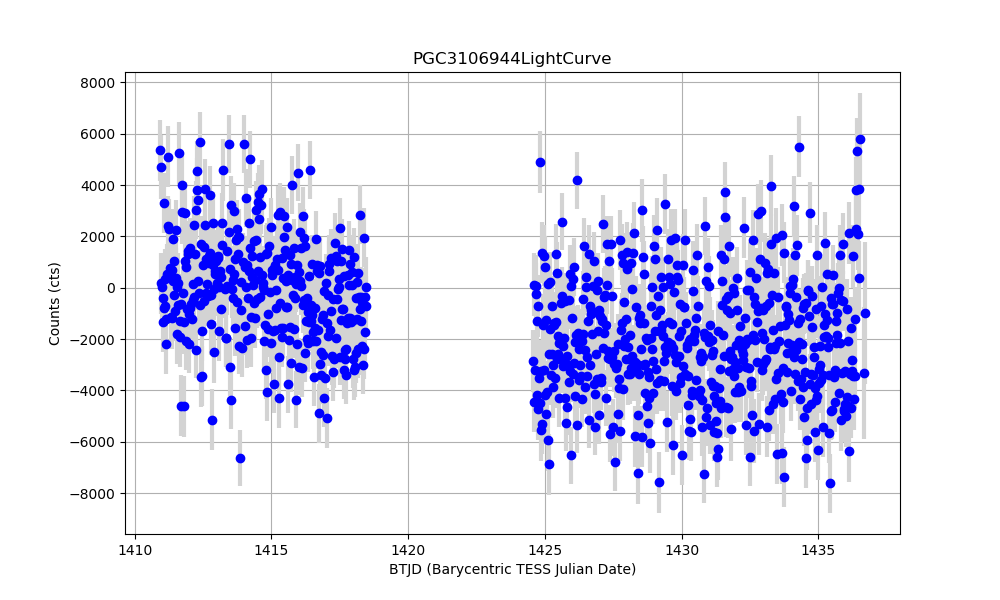 PGC3106944LightCurve
Counts (cts)
8000
6000
4000
2000
0
−2000
−4000
−6000
−8000
1410 1415 1420 1425 1430 1435
BTJD (Barycentric TESS Julian Date)